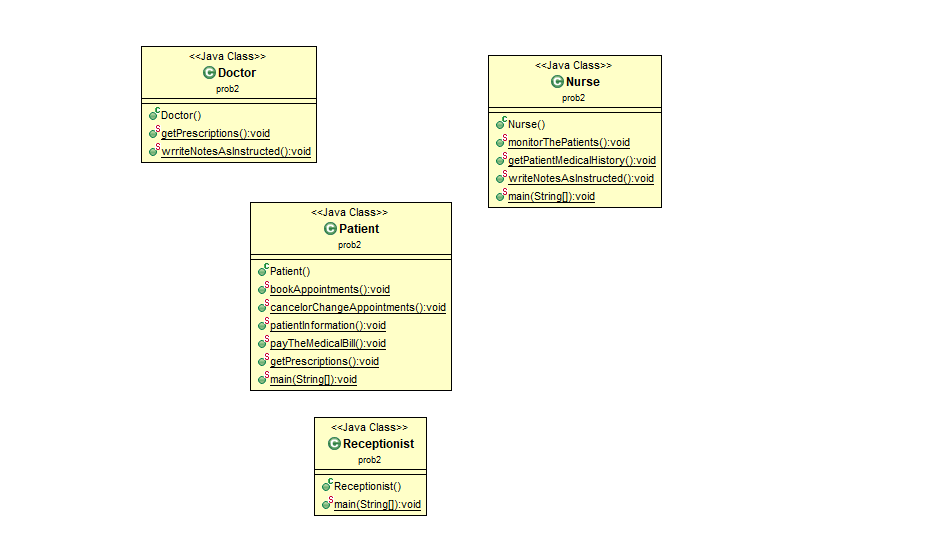 <<Java Class>>
Doctor
prob2
Doctor()
getPrescriptions():void
wrriteNotesAsInstructed():void
<<Java Class>>
Nurse
prob2
Nurse()
monitorThePatients():void
getPatientMedicalHistory():void
writeNotesAsInstructed():void
main(String[]):void
<<Java Class>>
Patient
prob2
Patient()
bookAppointments():void
cancelorChangeAppointments():void
patientInformation():void
payTheMedicalBill():void
getPrescriptions():void
main(String[]):void
<<Java Class>>
Receptionist
prob2
Receptionist()
main(String[]):void